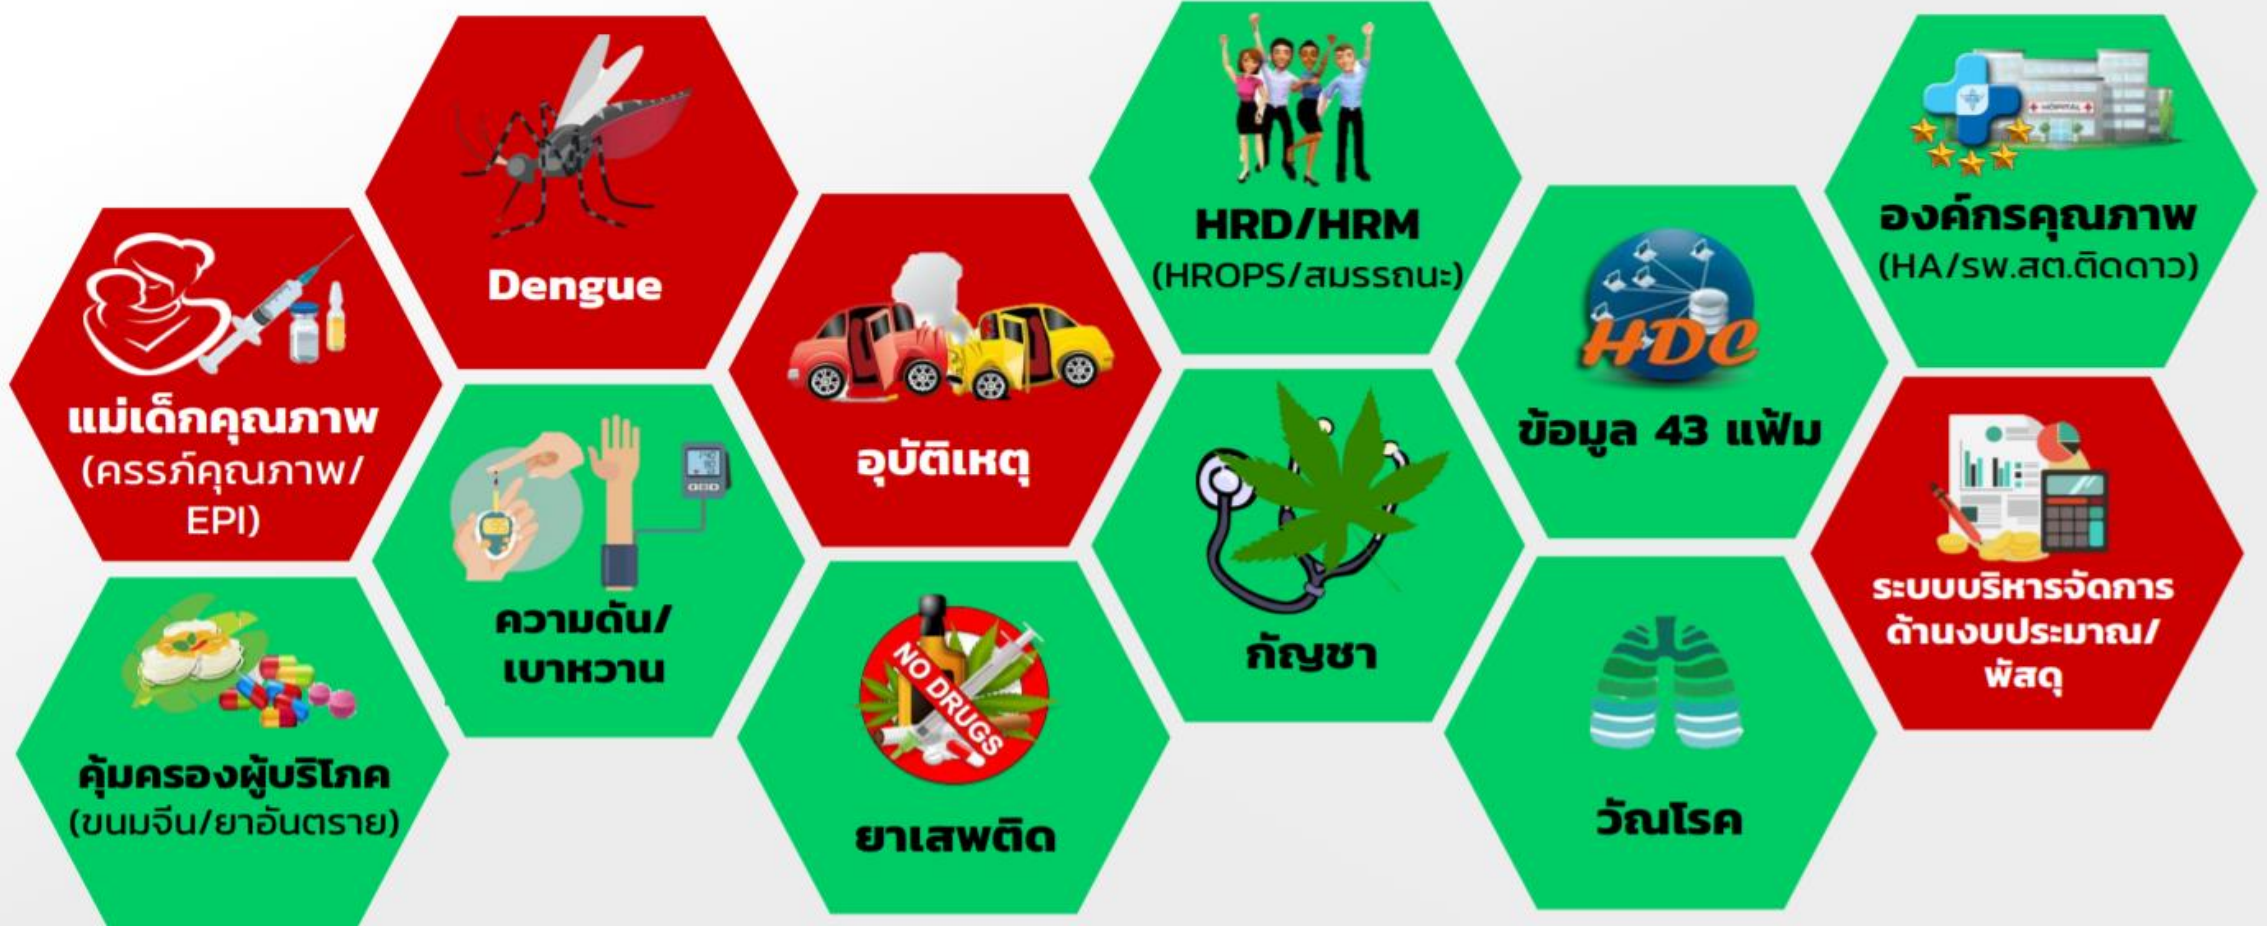 Dengue
แม่เด็กคุณภาพ
(ครรภ์คุณภาพ/
EPI)
อุบัติเหตุ
ความดัน/
เบาหวาน
คุ้มครองผู้บริโภค
(ขนมจีน/ยาอันตราย)
NO DRUGS
ยาเสพติด
HRD/HRM
(HROPS/สมรรถนะ)
กัญชา
HDC
ข้อมูล 43 แฟ้ม
วัณโรค
HOPITAL
องค์กรคุณภาพ
(HA/รพ.สต.ติดดาว)
ระบบบริหารจัดการ
ด้านงบประมาณ/
พัสดุ